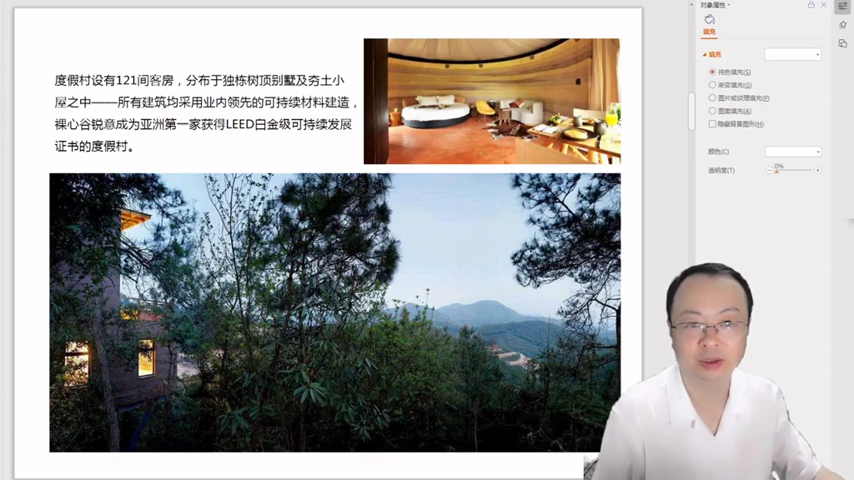 度假村设有121间客房，分布于独栋树顶别墅及夯土小
屋之中——所有建筑均采用业内领先的可持续材料建造，
裸心谷锐意成为亚洲第一家获得LEED白金级可持续发展
证书的度假村。
对象属性
填充
填充
纯色填充(S)
渐变填充(G)
图片或纹理填充(P)
图案填充(A)
隐藏背景图形(H)
颜色(C)
透明度(T)
0%